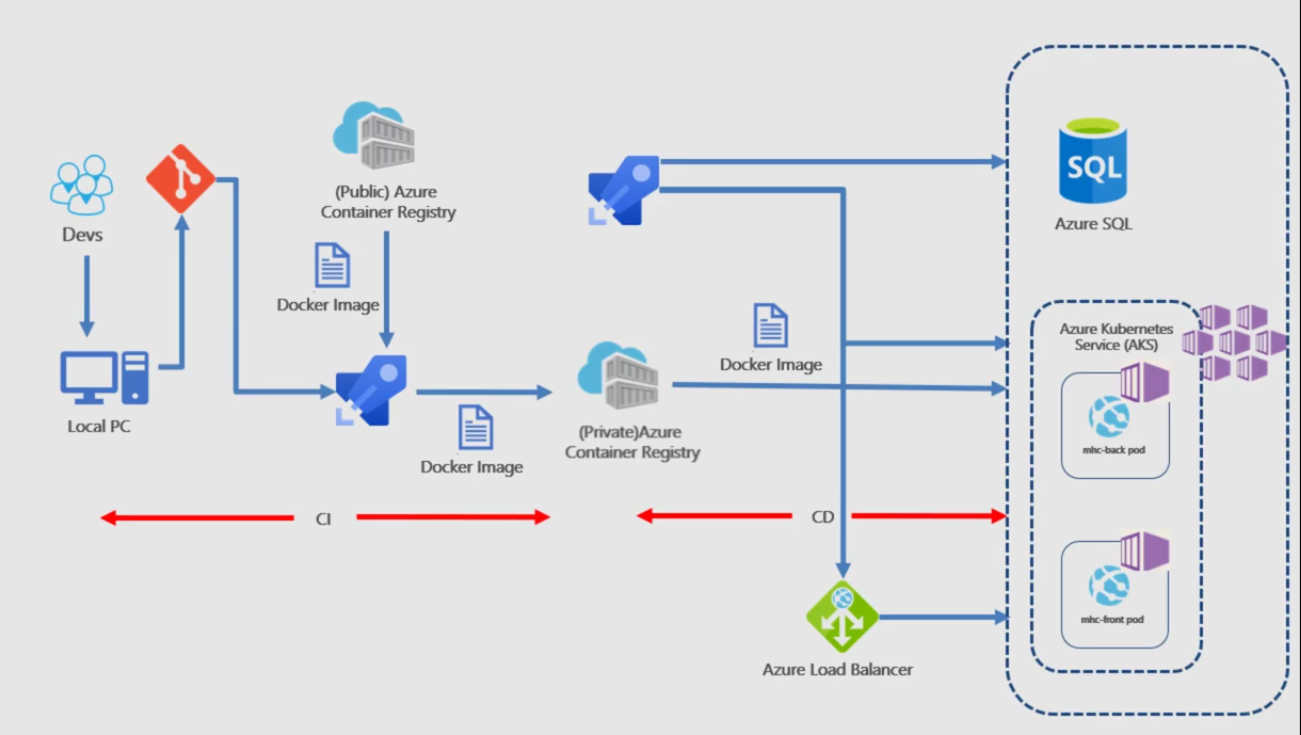 Devs
Local PC
(Public) Azure
Container Registry
Docker Image
Docker Image
(Private)Azure
Container Registry
Docker Image
CI
CD
Azure Load Balancer
SQL
Azure SQL
Azure Kubernetes
Service (AKS)
mhc-back pod
mhc-front pod